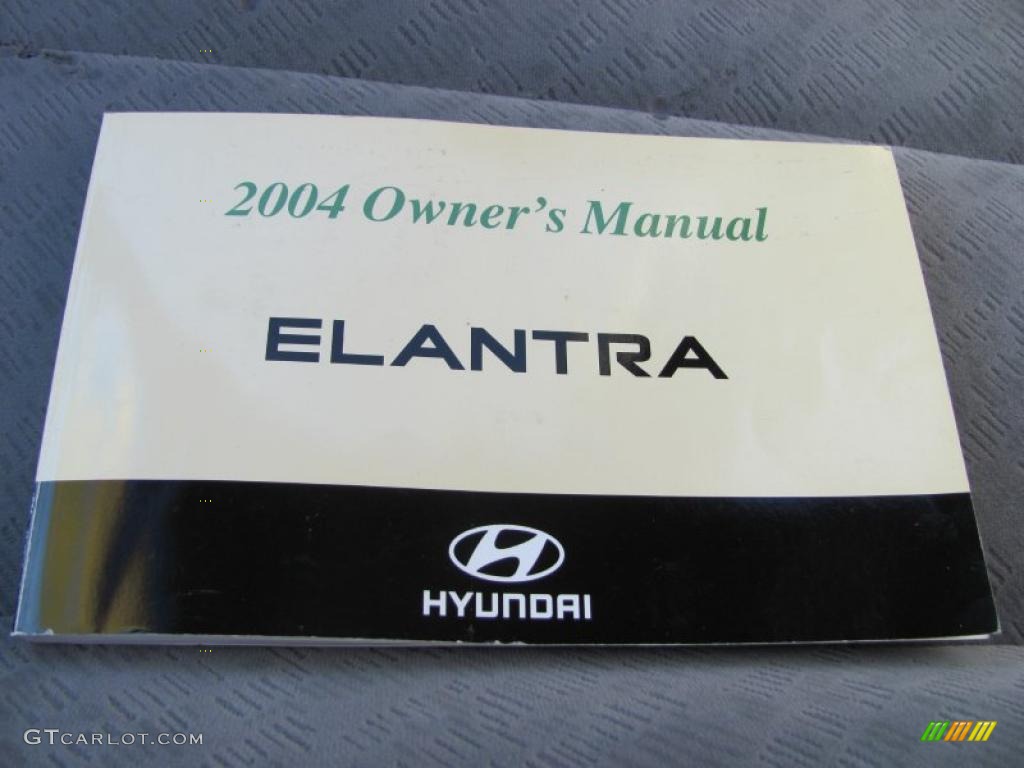 2004 Owner's Manual
ELANTRA
HYUNDAI
GTCARLOT.COM